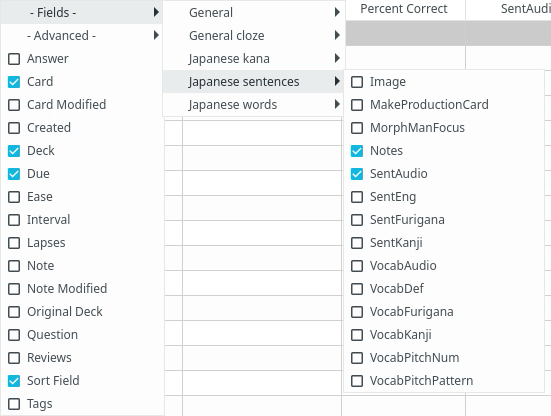 - Fields -
- Advanced -
Answer
Card
Card Modified
Created
Deck
Due
Ease
Interval
Lapses
Note
Note Modified
Original Deck
Question
Reviews
Sort Field
Tags
General
General cloze
Japanese kana
Japanese sentences
Japanese words
Percent Correct
SentAudi
Image
MakeProductionCard
MorphManFocus
Notes
SentAudio
SentEng
SentFurigana
SentKanji
VocabAudio
VocabDef
VocabFurigana
VocabKanji
VocabPitchNum
VocabPitchPattern